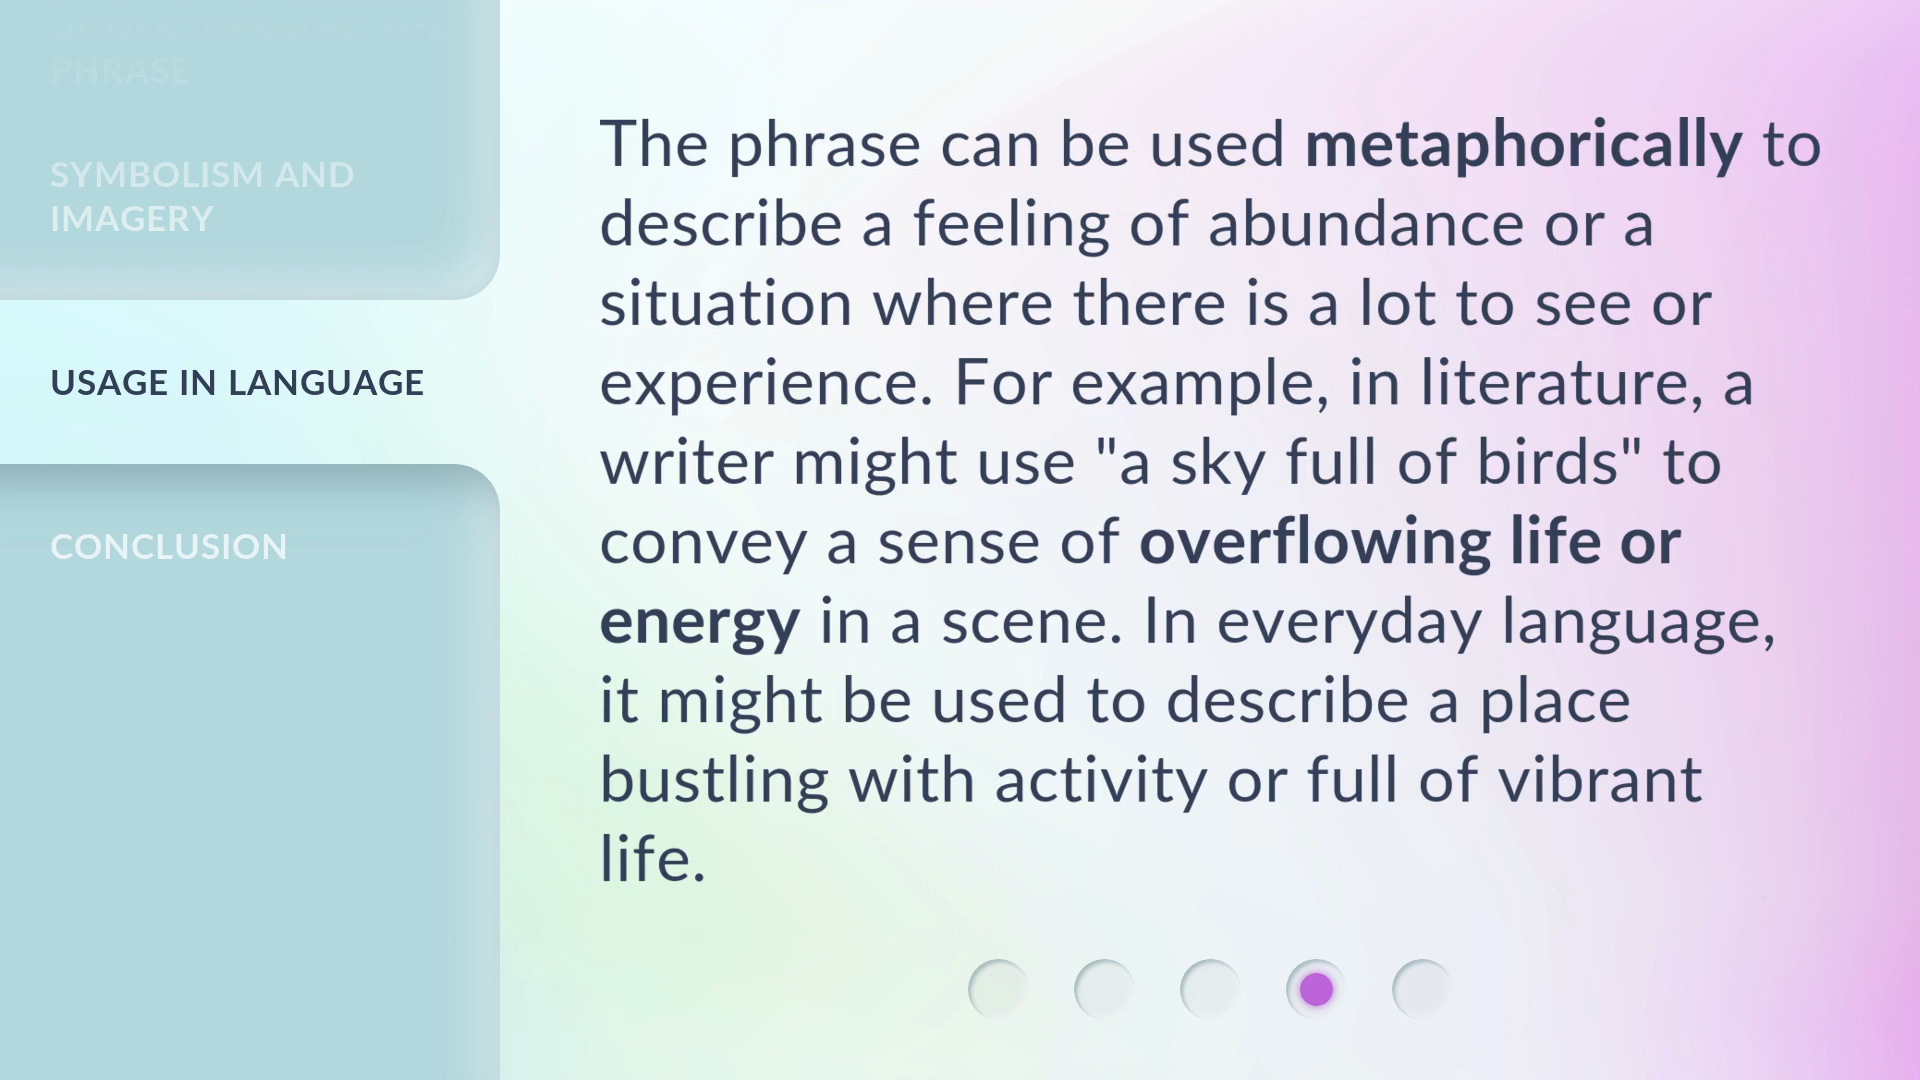 PHRASE
SYMBOLISM AND
IMAGERY
USAGE IN LANGUAGE
CONCLUSION
The phrase can be used metaphorically to
describe a feeling of abundance or a
situation where there is a lot to see or
experience. For example, in literature, a
writer might use "a sky full of birds" to
convey a sense of overflowing life or
energy in a scene. In everyday language,
it might be used to describe a place
bustling with activity or full of vibrant
life.